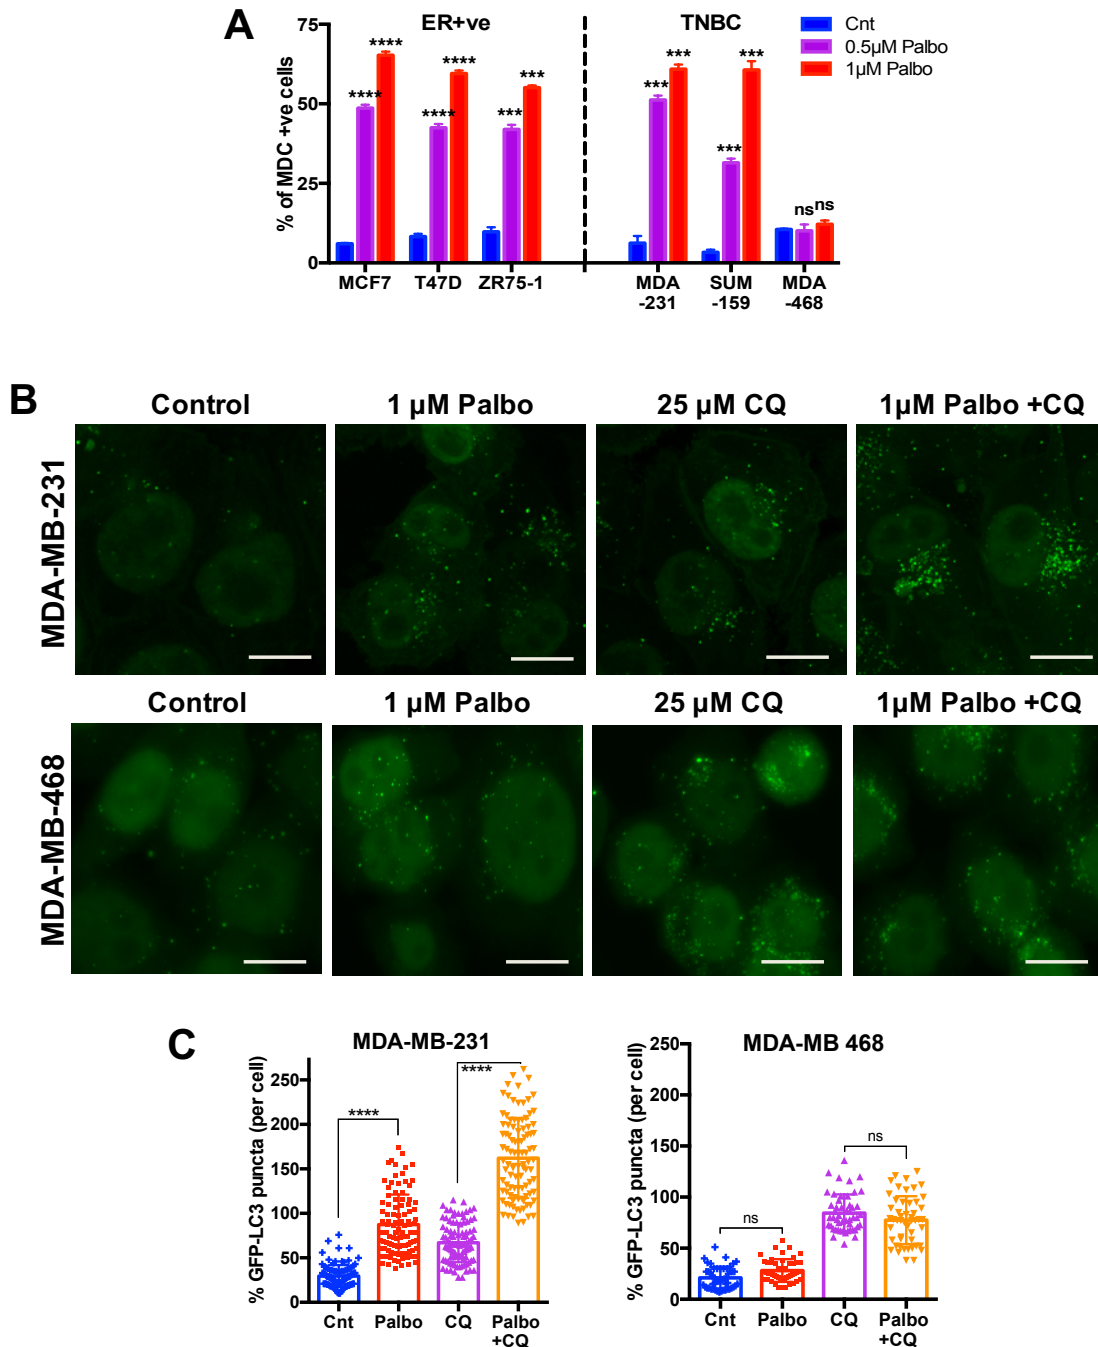 A
ER+ve
TNBC
Cnt
0.5µM Palbo
1µM Palbo
% of MDC +ve cells
75
50
25
0
**** **** **** **** *** *** *** *** *** *** ns ns
MCF7 T47D ZR75-1 MDA -231 SUM -159 MDA -468
B
Control 1 µM Palbo 25 µM CQ 1µM Palbo +CQ
MDA-MB-231
Control 1 µM Palbo 25 µM CQ 1µM Palbo +CQ
MDA-MB-468
C
MDA-MB-231
% GFP-LC3 puncta (per cell)
250
200
150
100
50
0
**** ****
Cnt Palbo CQ Palbo +CQ
MDA-MB 468
% GFP-LC3 puncta (per cell)
250
200
150
100
50
0
ns ns
Cnt Palbo CQ Palbo +CQ